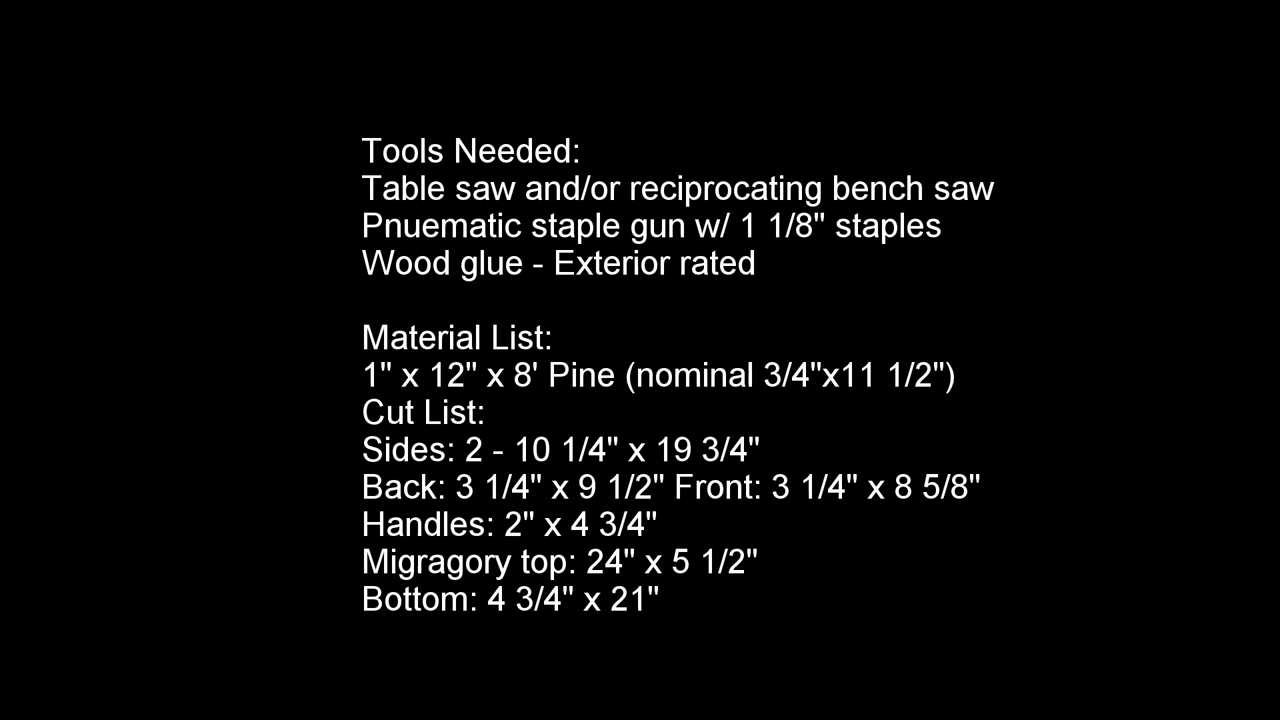 Tools Needed:
Table saw and/or reciprocating bench saw
Pnuematic staple gun w/ 1 1/8" staples
Wood glue - Exterior rated
Material List:
1" x 12" x 8' Pine (nominal 3/4"x11 1/2")
Cut List:
Sides: 2 - 10 1/4" x 19 3/4"
Back: 3 1/4" x 9 1/2" Front: 3 1/4" x 8 5/8"
Handles: 2" x 4 3/4"
Migragory top: 24" x 5 1/2"
Bottom: 4 3/4" x 21"